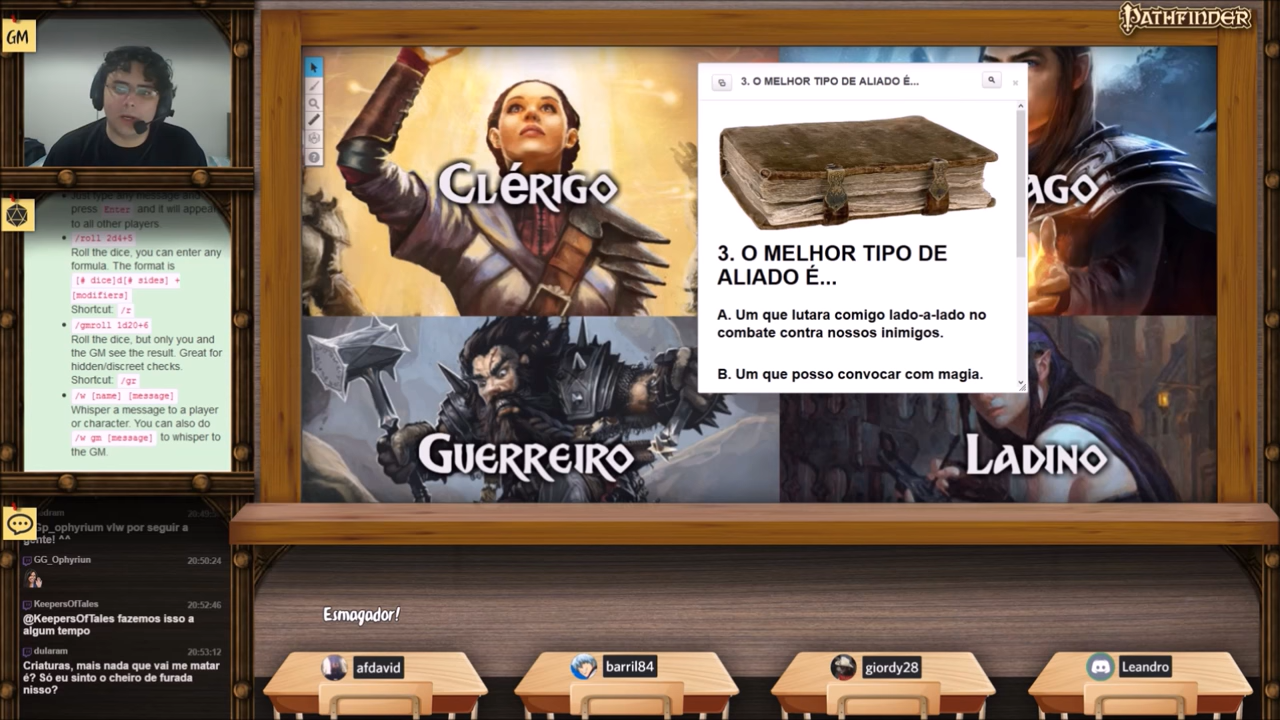 GM
PATHFINDER
press Enter and it will appear
to all other players.
/roll 2d4+5
Roll the dice, you can enter any
formula. The format is
[# dice]d[# sides] +
[modifiers]
Shortcut: /r
/gmroll 1d20+6
Roll the dice, but only you and
the GM see the result. Great for
hidden/discreet checks.
Shortcut: /gr
/w [name] [message]
Whisper a message to a player
or character. You can also do
/w gm [message] to whisper to
the GM.
Gp_ophyrium vlw por seguir a
gente! ^^
GG_Ophyriun 20:50:24
KeepersOfTales 20:52:46
@KeepersOfTales fazemos isso a
algum tempo
dularam 20:53:12
Criaturas, mais nada que vai me matar
é? Só eu sinto o cheiro de furada
nisso?
Clérigo
AGO
Guerreiro
Ladino
3. O MELHOR TIPO DE ALIADO É...
3. O MELHOR TIPO DE
ALIADO É...
A. Um que lutara comigo lado-a-lado no
combate contra nossos inimigos.
B. Um que posso convocar com magia.
Esmagador!
afdavid
barril84
giordy28
Leandro